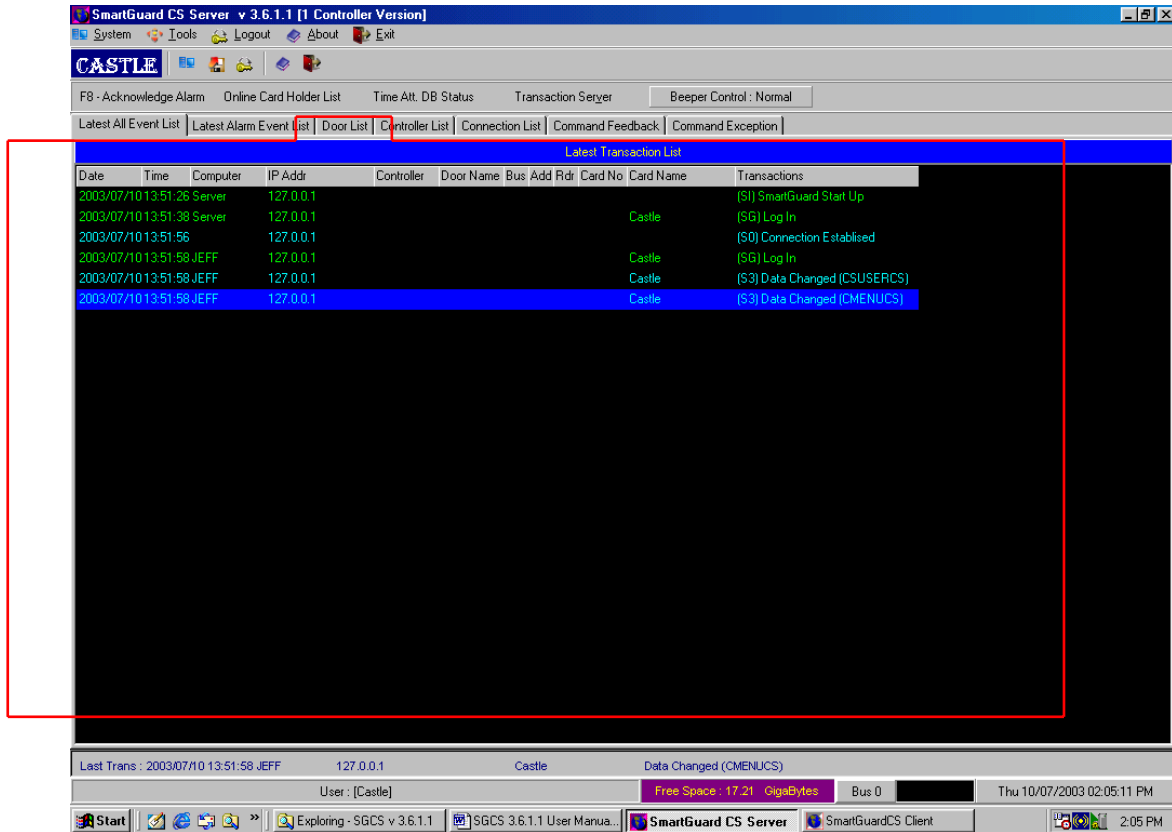 SmartGuard CS Server v 3.6.1.1 [1 Controller Version]
System Tools Logout About Exit
CASTLE
F8 - Acknowledge Alarm Online Card Holder List Time Att. DB Status Transaction Server Beeper Control : Normal
Latest All Event List Latest Alarm Event List Door List Controller List Connection List Command Feedback Command Exception
Latest Transaction List
Date Time Computer IP Addr Controller Door Name Bus Add Rdr Card No Card Name Transactions
2003/07/10 13:51:26 Server 127.0.0.1 (SI) SmartGuard Start Up
2003/07/10 13:51:38 Server 127.0.0.1 Castle (SG) Log In
2003/07/10 13:51:56 127.0.0.1 (S0) Connection Establised
2003/07/10 13:51:58 JEFF 127.0.0.1 Castle (SG) Log In
2003/07/10 13:51:58 JEFF 127.0.0.1 Castle (S3) Data Changed (CSUSERCS)
2003/07/10 13:51:58 JEFF 127.0.0.1 Castle (S3) Data Changed (CMENUCS)
Last Trans : 2003/07/10 13:51:58 JEFF 127.0.0.1 Castle Data Changed (CMENUCS)
User : [Castle] Free Space : 17.21 GigaBytes Bus 0 Thu 10/07/2003 02:05:11 PM
Start » Exploring - SGCS v 3.6.1.1 SGCS 3.6.1.1 User Manua... SmartGuard CS Server SmartGuardCS Client 2:05 PM